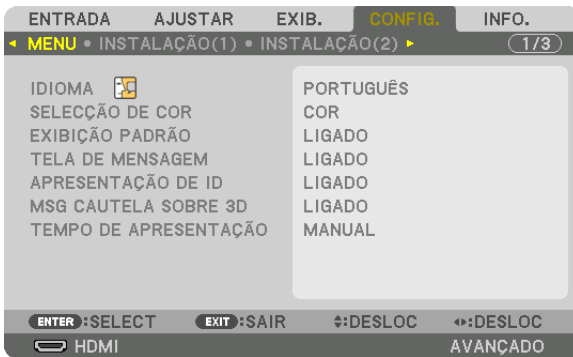 ENTRADA AJUSTAR EXIB. CONFIG. INFO.
MENU • INSTALAÇÃO(1) • INSTALAÇÃO(2) 1/3
IDIOMA PORTUGUÊS
SELECÇÃO DE COR COR
EXIBIÇÃO PADRÃO LIGADO
TELA DE MENSAGEM LIGADO
APRESENTAÇÃO DE ID LIGADO
MSG CAUTELA SOBRE 3D LIGADO
TEMPO DE APRESENTAÇÃO MANUAL
ENTER :SELECT EXIT :SAIR :DESLOC :DESLOC
HDMI AVANÇADO